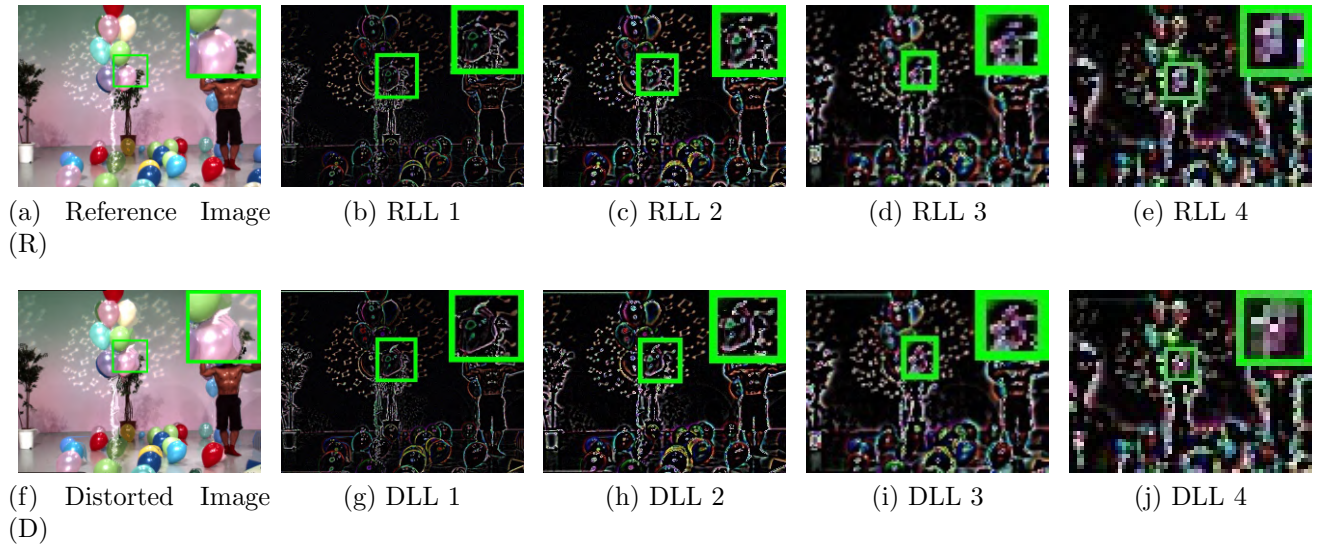 (a) Reference Image
(R)
(b) RLL 1
(c) RLL 2
(d) RLL 3
(e) RLL 4
(f) Distorted Image
(D)
(g) DLL 1
(h) DLL 2
(i) DLL 3
(j) DLL 4